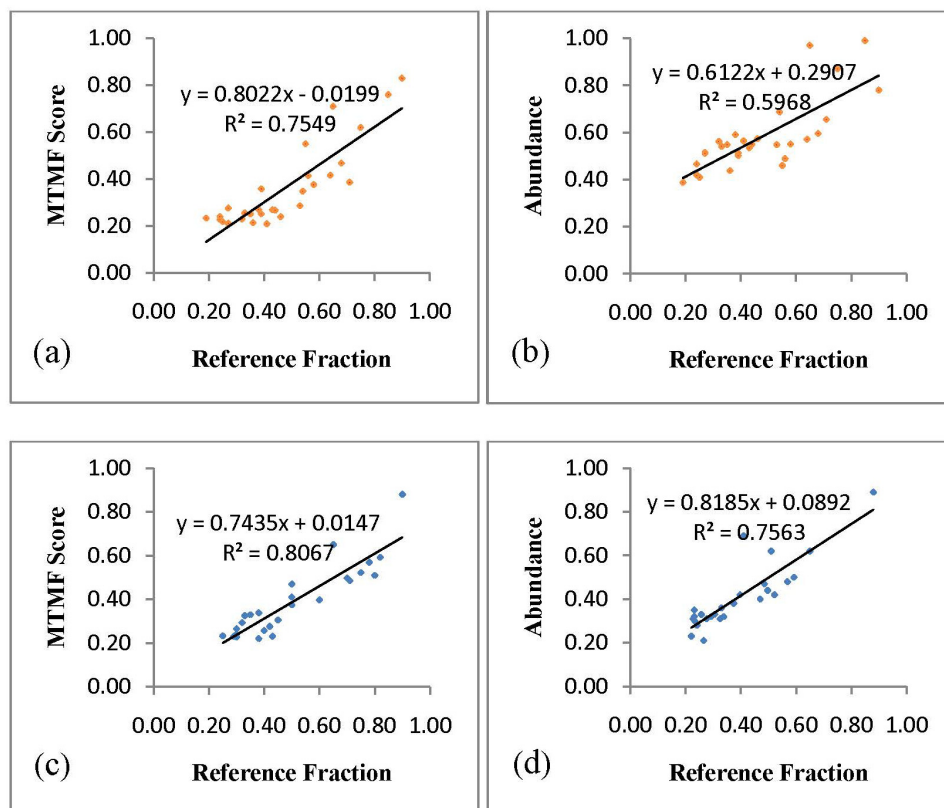 1.00
0.80
0.60
0.40
0.20
0.00
MTMF Score
y = 0.8022x - 0.0199
R² = 0.7549
0.00 0.20 0.40 0.60 0.80 1.00
(a)
Reference Fraction
1.00
0.80
0.60
0.40
0.20
0.00
Abundance
y = 0.6122x + 0.2907
R² = 0.5968
0.00 0.20 0.40 0.60 0.80 1.00
(b)
Reference Fraction
1.00
0.80
0.60
0.40
0.20
0.00
MTMF Score
y = 0.7435x + 0.0147
R² = 0.8067
0.00 0.20 0.40 0.60 0.80 1.00
(c)
Reference Fraction
1.00
0.80
0.60
0.40
0.20
0.00
Abundance
y = 0.8185x + 0.0892
R² = 0.7563
0.00 0.20 0.40 0.60 0.80 1.00
(d)
Reference Fraction